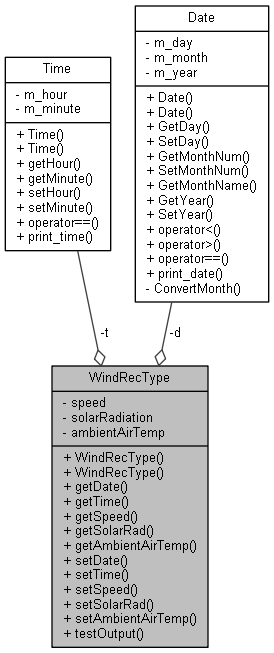 Time
- m_hour
- m_minute
+ Time()
+ Time()
+ getHour()
+ getMinute()
+ setHour()
+ setMinute()
+ operator==()
+ print_time()
Date
- m_day
- m_month
- m_year
+ Date()
+ Date()
+ GetDay()
+ SetDay()
+ GetMonthNum()
+ SetMonthNum()
+ GetMonthName()
+ GetYear()
+ SetYear()
+ operator<()
+ operator>()
+ operator==()
+ print_date()
- ConvertMonth()
-t
-d
WindRecType
- speed
- solarRadiation
- ambientAirTemp
+ WindRecType()
+ WindRecType()
+ getDate()
+ getTime()
+ getSpeed()
+ getSolarRad()
+ getAmbientAirTemp()
+ setDate()
+ setTime()
+ setSpeed()
+ setSolarRad()
+ setAmbientAirTemp()
+ testOutput()